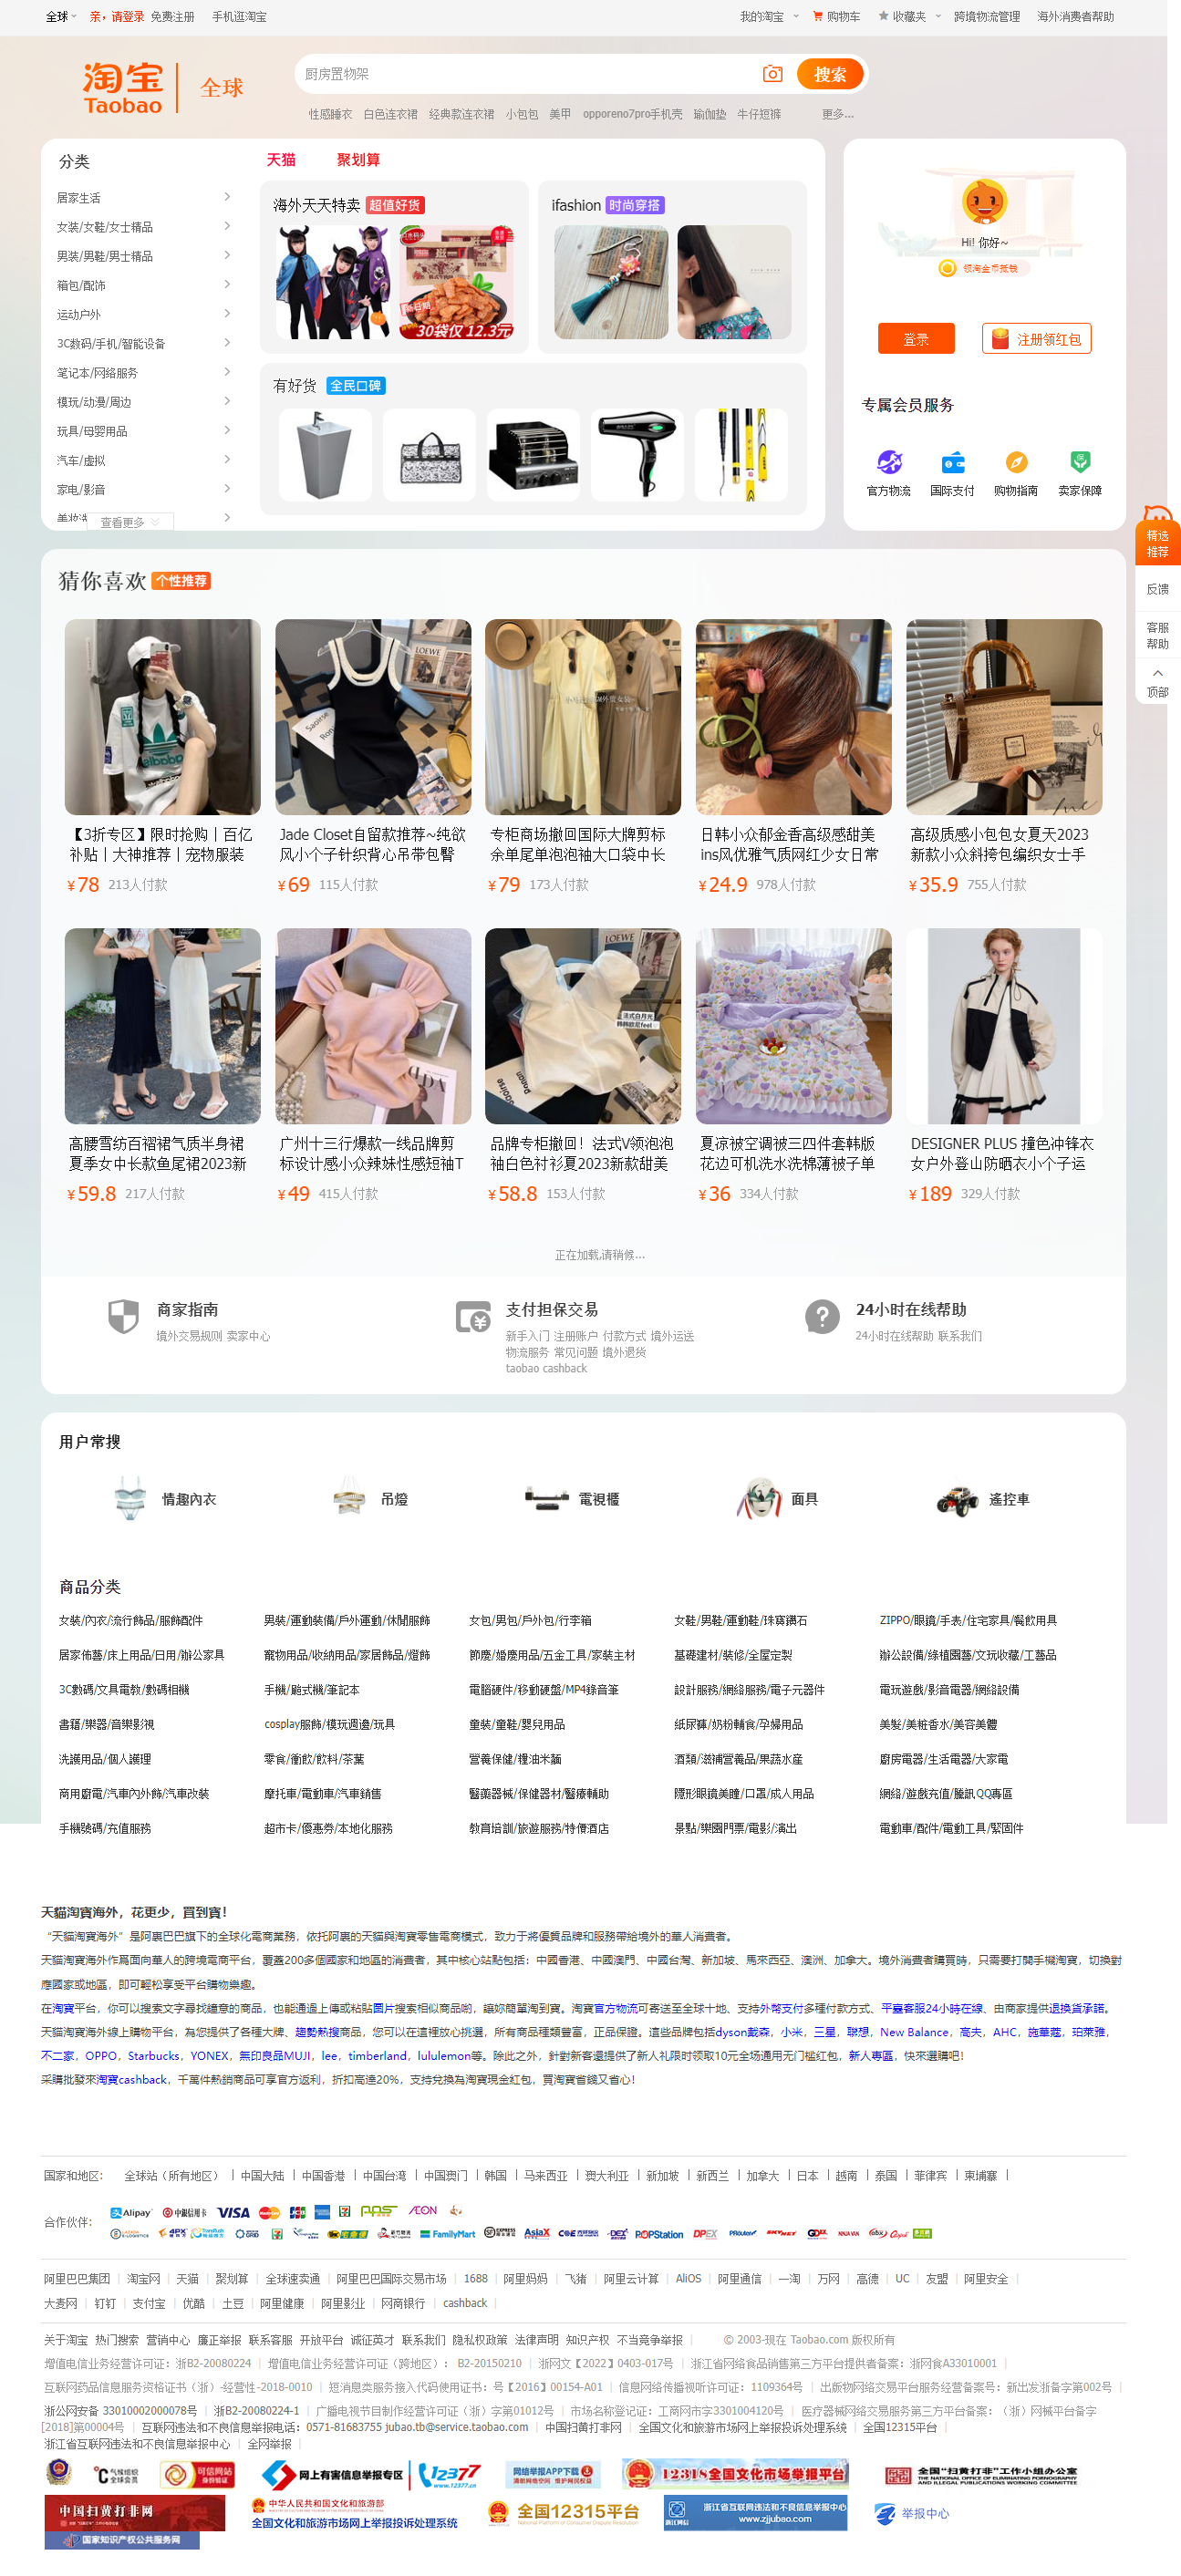 全球 亲，请登录 免费注册 手机逛淘宝 我的淘宝 购物车 收藏夹 跨境物流管理 海外消费者帮助
淘宝 Taobao 全球
厨房置物架 搜索
性感睡衣 白色连衣裙 经典款连衣裙 小包包 美甲 opporeno7pro手机壳 瑜伽垫 牛仔短裤 更多...
分类
居家生活
女装/女鞋/女士精品
男装/男鞋/男士精品
箱包/配饰
运动户外
3C数码/手机/智能设备
笔记本/网络服务
模玩/动漫/周边
玩具/母婴用品
汽车/虚拟
家电/影音
查看更多
天猫 聚划算
海外天天特卖 超值好货
30袋仅 12.3元
ifashion 时尚穿搭
有好货 全民口碑
Hi! 你好~
领淘金币抵钱
登录 注册领红包
专属会员服务
官方物流 国际支付 购物指南 卖家保障
精选推荐
反馈
客服帮助
顶部
猜你喜欢 个性推荐
【3折专区】限时抢购丨百亿
补贴丨大神推荐丨宠物服装
¥78 213人付款
Jade Closet自留款推荐~纯欲
风小个子针织背心吊带包臀
¥69 115人付款
专柜商场撤回国际大牌剪标
余单尾单泡泡袖大口袋中长
¥79 173人付款
日韩小众郁金香高级感甜美
ins风优雅气质网红少女日常
¥24.9 978人付款
高级质感小包包女夏天2023
新款小众斜挎包编织女士手
¥35.9 755人付款
高腰雪纺百褶裙气质半身裙
夏季女中长款鱼尾裙2023新
¥59.8 217人付款
广州十三行爆款一线品牌剪
标设计感小众辣妹性感短袖T
¥49 415人付款
品牌专柜撤回！法式V领泡泡
袖白色衬衫夏2023新款甜美
¥58.8 153人付款
夏凉被空调被三四件套韩版
花边可机洗水洗棉薄被子单
¥36 334人付款
DESIGNER PLUS 撞色冲锋衣
女户外登山防晒衣小个子运
¥189 329人付款
正在加载,请稍候...
商家指南
境外交易规则 卖家中心
支付担保交易
新手入门 注册账户 付款方式 境外运送
物流服务 常见问题 境外退货
taobao cashback
24小时在线帮助
24小时在线帮助 联系我们
用户常搜
情趣內衣 吊燈 電視櫃 面具 遙控車
商品分类
女裝/內衣/流行飾品/服飾配件 男裝/運動裝備/戶外運動/休閒服飾 女包/男包/戶外包/行李箱 女鞋/男鞋/運動鞋/珠寶鑽石 ZIPPO/眼鏡/手表/住宅家具/餐飲用具
居家佈藝/床上用品/日用/辦公家具 寵物用品/收納用品/家居飾品/燈飾 節慶/婚慶用品/五金工具/家裝主材 基礎建材/裝修/全屋定製 辦公設備/綠植園藝/文玩收藏/工藝品
3C數碼/文具電教/數碼相機 手機/颱式機/筆記本 電腦硬件/移動硬盤/MP4錄音筆 設計服務/網絡服務/電子元器件 電玩遊戲/影音電器/網絡設備
書籍/樂器/音樂影視 cosplay服飾/模玩週邊/玩具 童裝/童鞋/嬰兒用品 紙尿褲/奶粉輔食/孕婦用品 美髮/美粧香水/美容美體
洗護用品/個人護理 零食/衝飲/飲料/茶葉 營養保健/糧油米麵 酒類/滋補營養品/果蔬水産 廚房電器/生活電器/大家電
商用廚電/汽車內外飾/汽車改裝 摩托車/電動車/汽車銷售 醫藥器械/保健器材/醫療輔助 隱形眼鏡美瞳/口罩/成人用品 網絡/遊戲充值/騰訊QQ專區
手機號碼/充值服務 超市卡/優惠券/本地化服務 教育培訓/旅遊服務/特價酒店 景點/樂園門票/電影/演出 電動車/配件/電動工具/緊固件
天貓淘寶海外，花更少，買到寶！
“天貓淘寶海外”是阿裏巴巴旗下的全球化電商業務，依托阿裏的天貓與淘寶零售電商模式，致力于將優質品牌和服務帶給境外的華人消費者。
天貓淘寶海外作爲面向華人的跨境電商平台，覆蓋200多個國家和地區的消費者，其中核心站點包括：中國香港、中國澳門、中國台灣、新加坡、馬來西亞、澳洲、加拿大。境外消費者購買時，只需要打開手機淘寶，切換對
應國家或地區，即可輕松享受平台購物樂趣。
在淘寶平台，你可以搜索文字尋找鍾意的商品，也能通過上傳或粘貼圖片搜索相似商品喲，讓妳簡單淘到寶。淘寶官方物流可寄送至全球十地、支持外幣支付多種付款方式、平臺客服24小時在線、由商家提供退換貨承諾。
天貓淘寶海外線上購物平台，為您提供了各種大牌、趨勢熱搜商品，您可以在這裡放心挑選，所有商品種類豐富，正品保證。這些品牌包括dyson戴森，小米，三星，聯想，New Balance，高夫，AHC，施華蔻，珀萊雅，
不二家，OPPO，Starbucks，YONEX，無印良品MUJI，lee，timberland，lululemon等。除此之外，針對新客還提供了新人礼限时领取10元全场通用无门槛红包，新人專區，快來選購吧！
采購批發來淘寶cashback，千萬件熱銷商品可享官方返利，折扣高達20%，支持兌換為淘寶現金紅包，買淘寶省錢又省心！
国家和地区： 全球站（所有地区） 中国大陆 中国香港 中国台湾 中国澳门 韩国 马来西亚 澳大利亚 新加坡 新西兰 加拿大 日本 越南 泰国 菲律宾 柬埔寨
合作伙伴： Alipay VISA JCB AEON
FamilyMart AsiaX POPStation DPEX
阿里巴巴集团 淘宝网 天猫 聚划算 全球速卖通 阿里巴巴国际交易市场 1688 阿里妈妈 飞猪 阿里云计算 AliOS 阿里通信 一淘 万网 高德 UC 友盟 阿里安全
大麦网 钉钉 支付宝 优酷 土豆 阿里健康 阿里影业 网商银行 cashback
关于淘宝 热门搜索 营销中心 廉正举报 联系客服 开放平台 诚征英才 联系我们 隐私权政策 法律声明 知识产权 不当竞争举报 © 2003-現在 Taobao.com 版权所有
增值电信业务经营许可证：浙B2-20080224 增值电信业务经营许可证（跨地区）： B2-20150210 浙网文【2022】0403-017号 浙江省网络食品销售第三方平台提供者备案：浙网食A33010001
互联网药品信息服务资格证书（浙）-经营性-2018-0010 短消息类服务接入代码使用证书：号【2016】00154-A01 信息网络传播视听许可证：1109364号 出版物网络交易平台服务经营备案号：新出发浙备字第002号
浙公网安备 33010002000078号 浙B2-20080224-1 广播电视节目制作经营许可证（浙）字第01012号 市场名称登记证：工商网市字3301004120号 医疗器械网络交易服务第三方平台备案：（浙）网械平台备字
[2018]第00004号 互联网违法和不良信息举报电话：0571-81683755 jubao.tb@service.taobao.com 中国扫黄打非网 全国文化和旅游市场网上举报投诉处理系统 全国12315平台
浙江省互联网违法和不良信息举报中心 全网举报
气候组织 全球会员 可信网站 身份验证 网上有害信息举报专区 12377 www.12377.cn 网络举报APP下载 12318全国文化市场举报平台 全国“扫黄打非”工作小组办公室
中国扫黄打非网 中华人民共和国文化和旅游部 全国文化和旅游市场网上举报投诉处理系统 全国12315平台 浙江省互联网违法和不良信息举报中心 www.zjjubao.com 举报中心
国家知识产权公共服务网